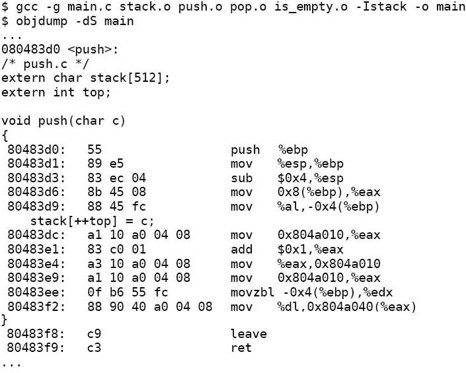 $ gcc -g main.c stack.o push.o pop.o is_empty.o -Istack -o main
$ objdump -dS main
...
080483d0 <push>:
/* push.c */
extern char stack[512];
extern int top;

void push(char c)
{
 80483d0:   55                      push   %ebp
 80483d1:   89 e5                   mov    %esp,%ebp
 80483d3:   83 ec 04                sub    $0x4,%esp
 80483d6:   8b 45 08                mov    0x8(%ebp),%eax
 80483d9:   88 45 fc                mov    %al,-0x4(%ebp)
    stack[++top] = c;
 80483dc:   a1 10 a0 04 08          mov    0x804a010,%eax
 80483e1:   83 c0 01                add    $0x1,%eax
 80483e4:   a3 10 a0 04 08          mov    %eax,0x804a010
 80483e9:   a1 10 a0 04 08          mov    0x804a010,%eax
 80483ee:   0f b6 55 fc             movzbl -0x4(%ebp),%edx
 80483f2:   88 90 40 a0 04 08       mov    %dl,0x804a040(%eax)
}
 80483f8:   c9                      leave
 80483f9:   c3                      ret
...